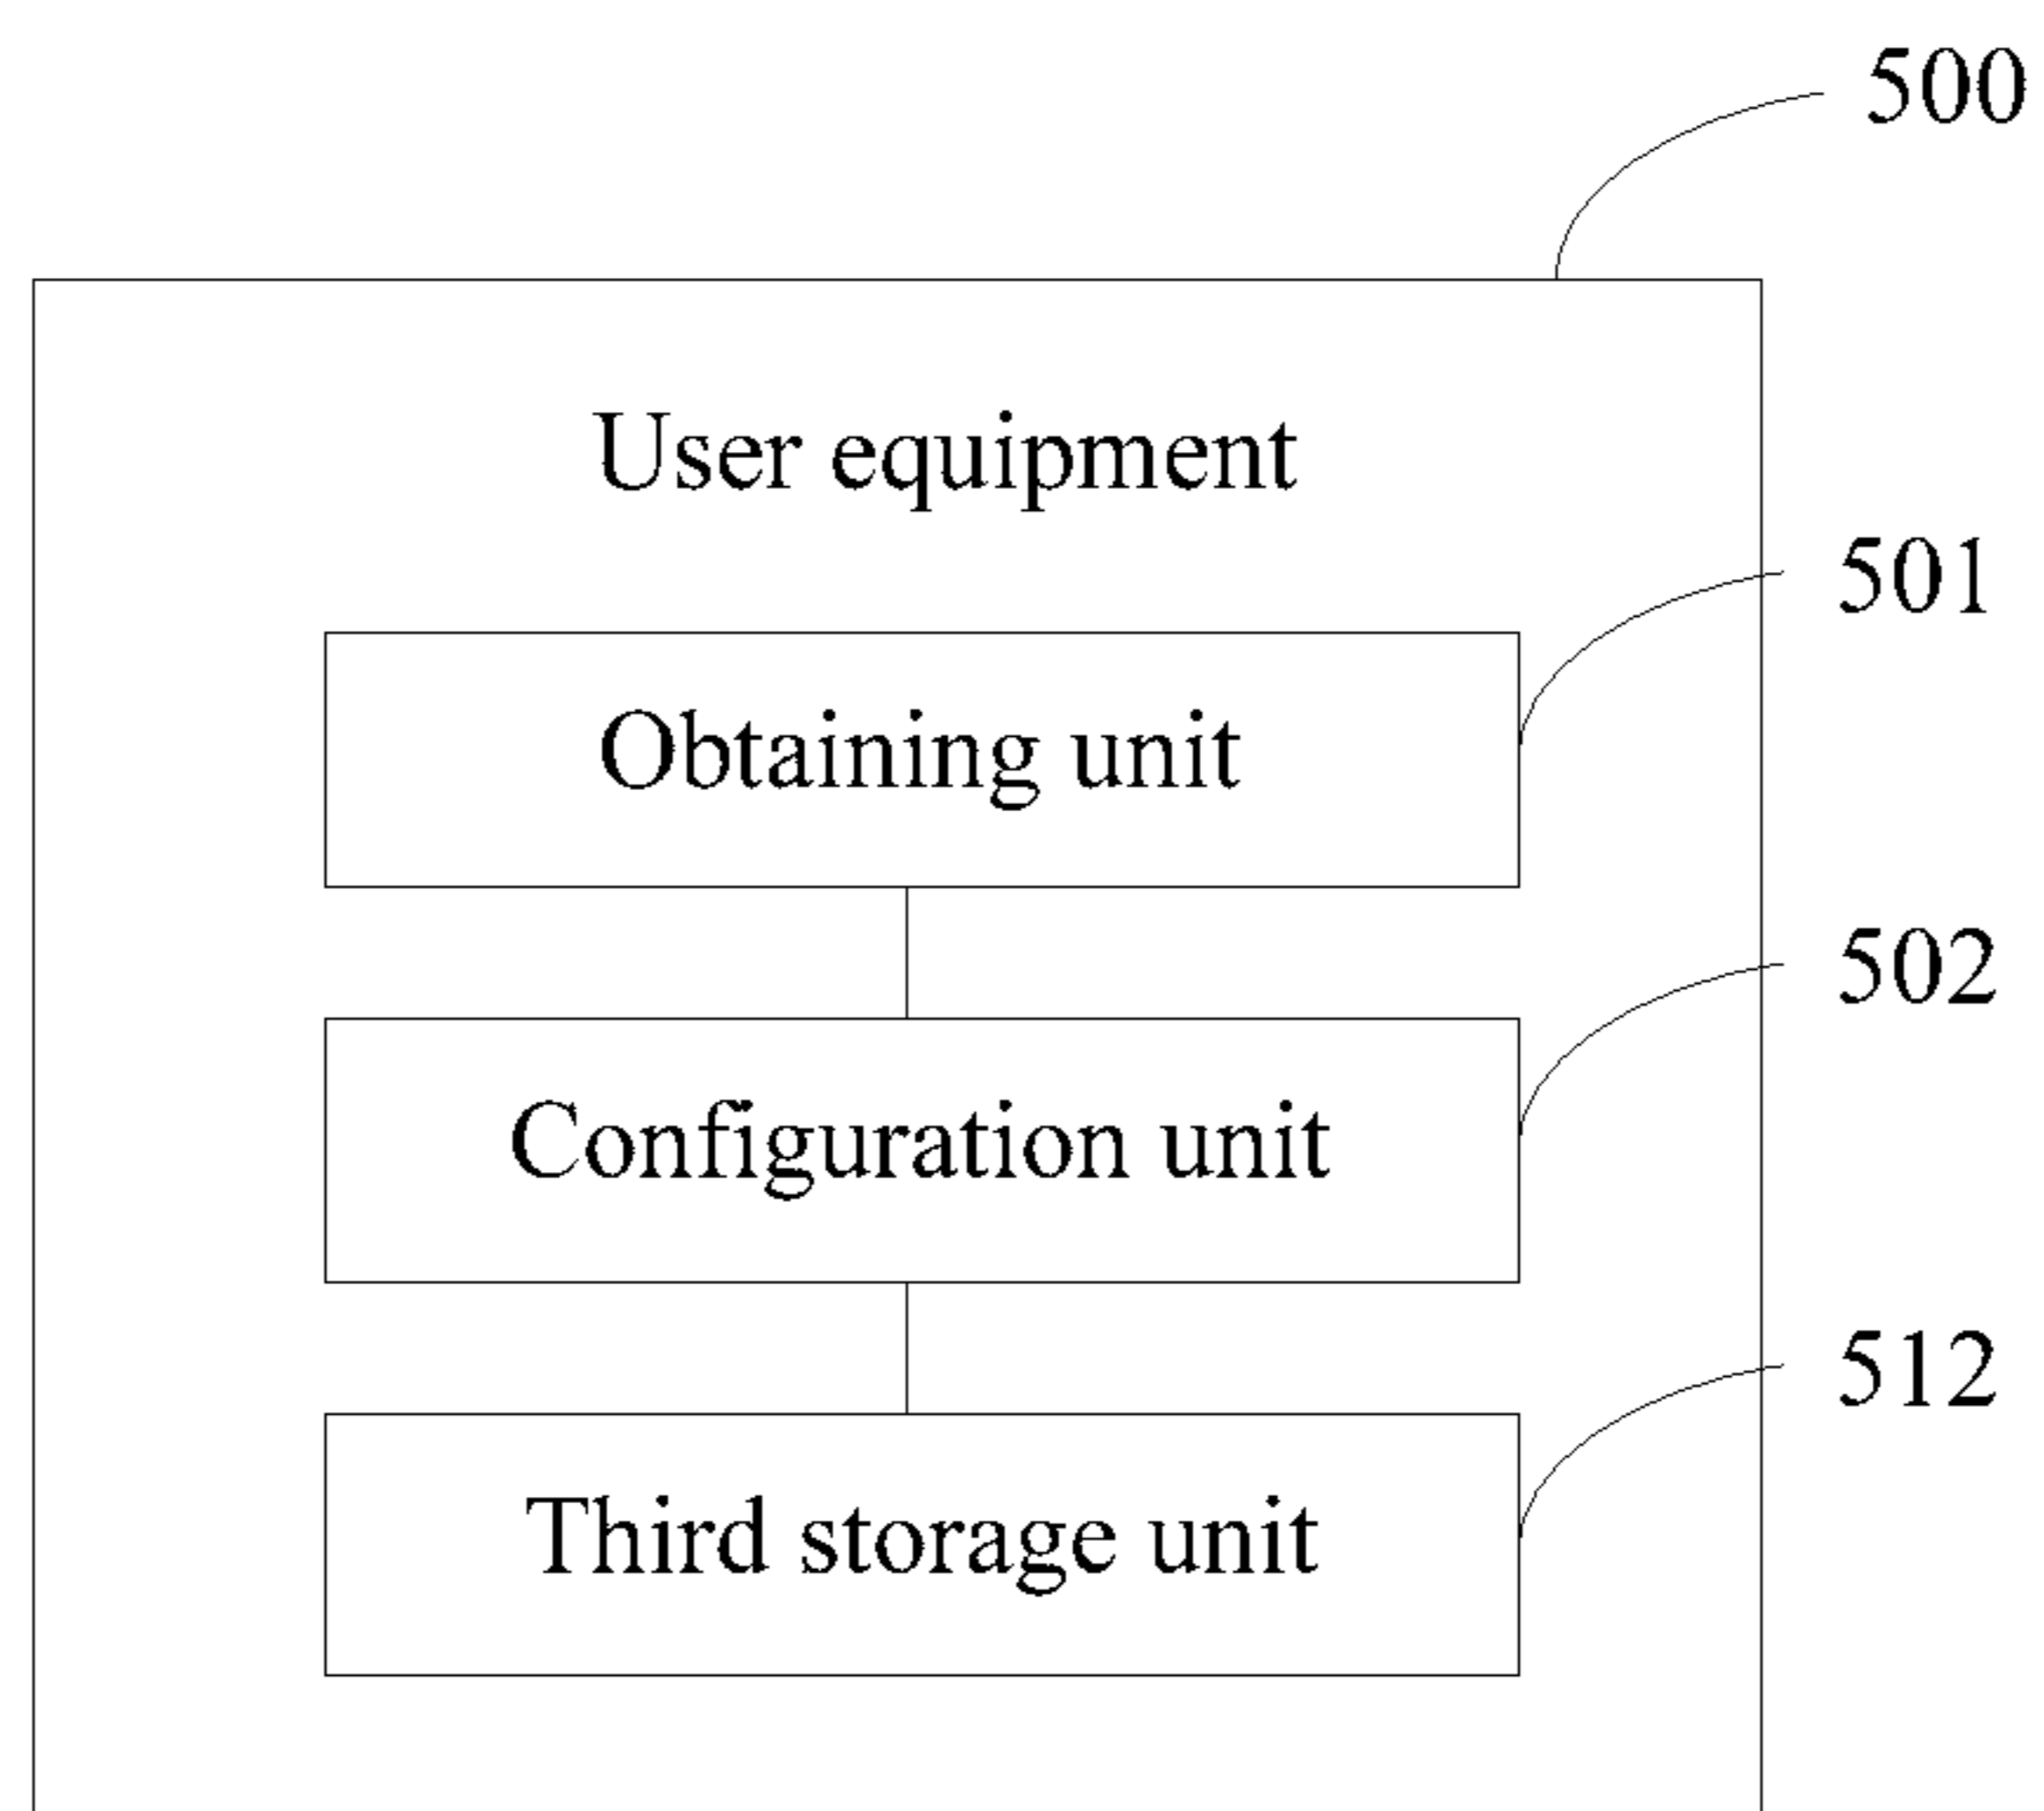 500
User equipment
501
Obtaining unit
502
Configuration unit
512
Third storage unit